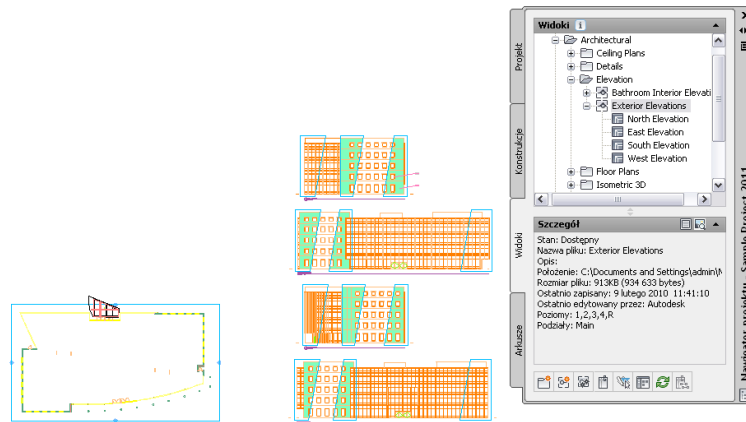 Widoki
Architectural
Ceiling Plans
Details
Elevation
Bathroom Interior Elevati
Exterior Elevations
North Elevation
East Elevation
South Elevation
West Elevation
Floor Plans
Isometric 3D
Projekt
Konstrukcje
Widoki
Arkusze
Szczegół
Stan: Dostępny
Nazwa pliku: Exterior Elevations
Opis:
Położenie: C:\Documents and Settings\admin\M
Rozmiar pliku: 913KB (934 633 bytes)
Ostatnio zapisany: 9 lutego 2010 11:41:10
Ostatnio edytowany przez: Autodesk
Poziomy: 1,2,3,4,R
Podziały: Main
Nawigator projektu - Sample Project 2011